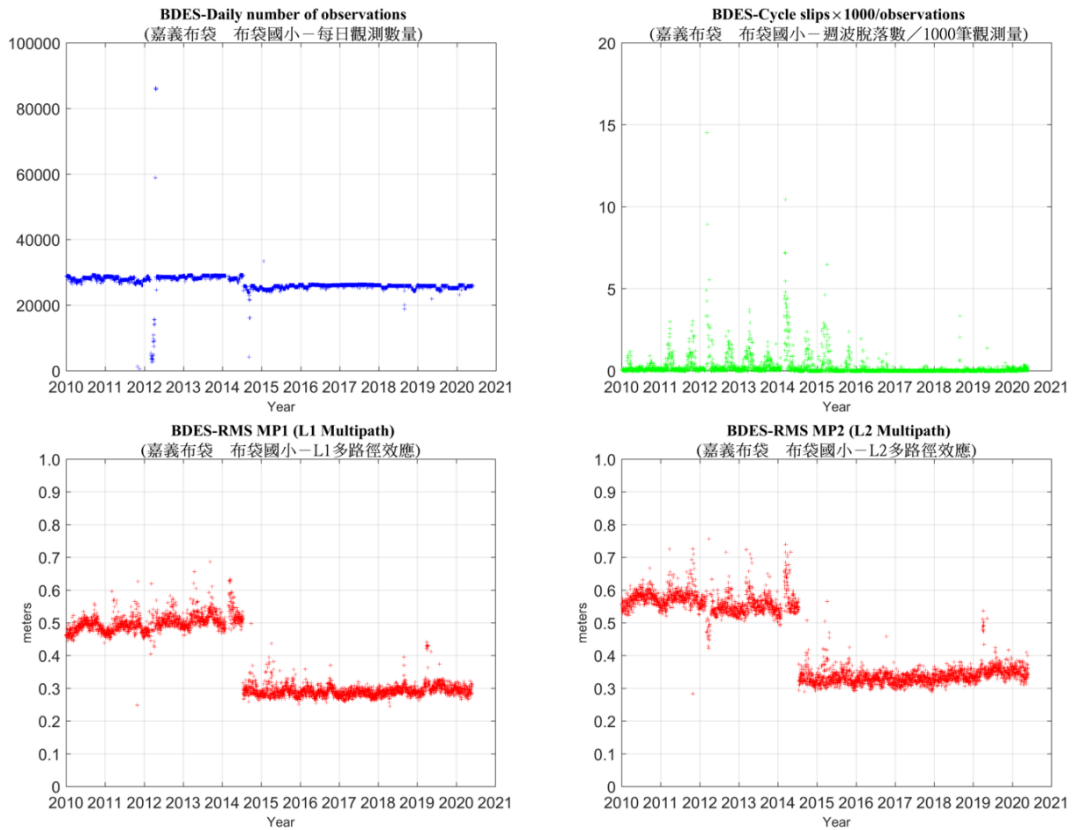 BDES-Daily number of observations
(嘉義布袋　布袋國小－每日觀測數量)
100000
80000
60000
40000
20000
0
2010 2011 2012 2013 2014 2015 2016 2017 2018 2019 2020 2021
Year
BDES-Cycle slips×1000/observations
(嘉義布袋　布袋國小－週波脫落數／1000筆觀測量)
20
15
10
5
0
2010 2011 2012 2013 2014 2015 2016 2017 2018 2019 2020 2021
Year
BDES-RMS MP1 (L1 Multipath)
(嘉義布袋　布袋國小－L1多路徑效應)
1.0
0.9
0.8
0.7
0.6
0.5
0.4
0.3
0.2
0.1
0
meters
2010 2011 2012 2013 2014 2015 2016 2017 2018 2019 2020 2021
Year
BDES-RMS MP2 (L2 Multipath)
(嘉義布袋　布袋國小－L2多路徑效應)
1.0
0.9
0.8
0.7
0.6
0.5
0.4
0.3
0.2
0.1
0
meters
2010 2011 2012 2013 2014 2015 2016 2017 2018 2019 2020 2021
Year